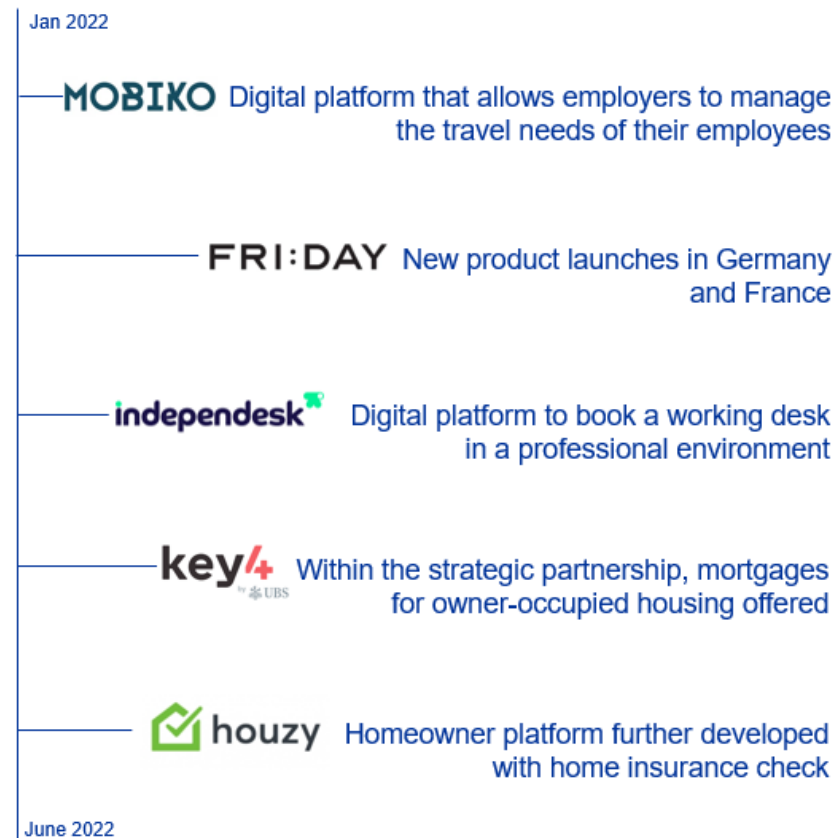 Jan 2022
MOBIKO Digital platform that allows employers to manage
the travel needs of their employees
FRI:DAY New product launches in Germany
and France
independesk Digital platform to book a working desk
in a professional environment
key4 Within the strategic partnership, mortgages
by UBS for owner-occupied housing offered
houzy Homeowner platform further developed
with home insurance check
June 2022